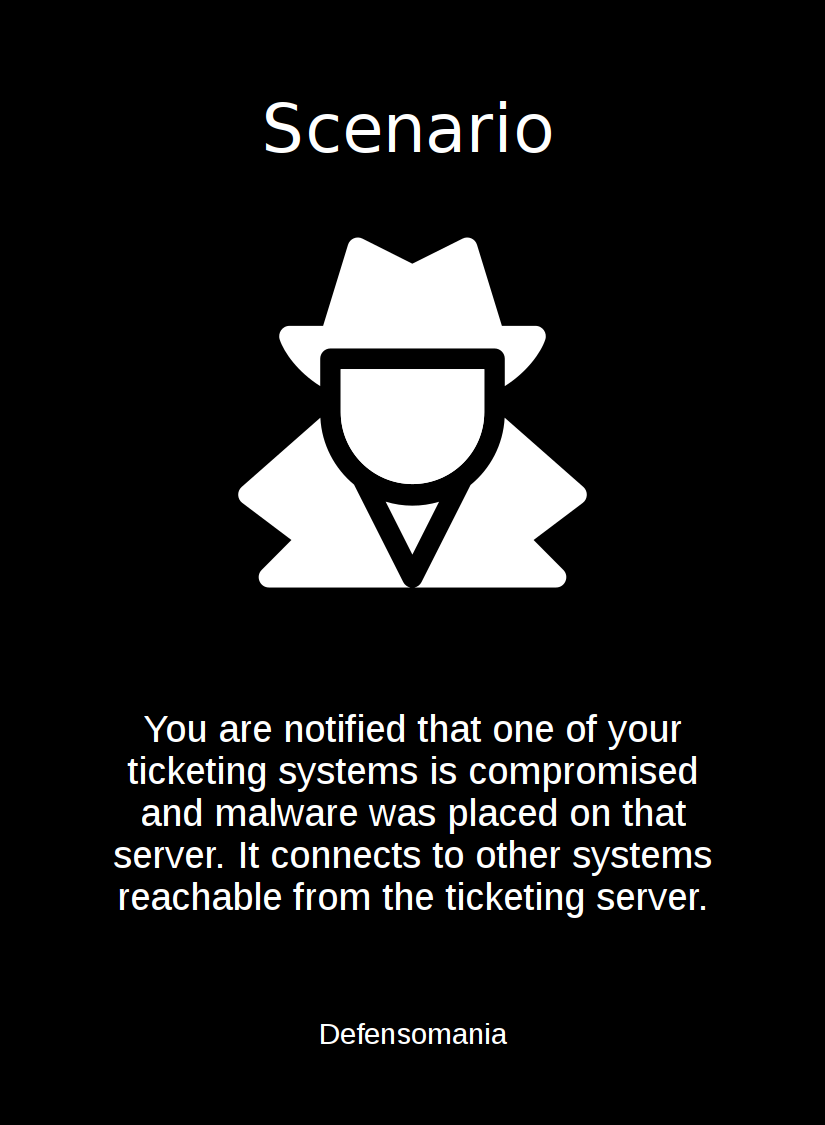 Scenario
You are notified that one of your
ticketing systems is compromised
and malware was placed on that
server. It connects to other systems
reachable from the ticketing server.
Defensomania